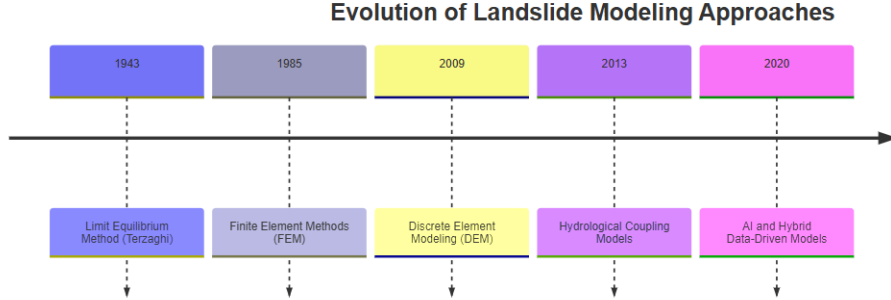 Evolution of Landslide Modeling Approaches
1943
1985
2009
2013
2020
Limit Equilibrium
Method (Terzaghi)
Finite Element Methods
(FEM)
Discrete Element
Modeling (DEM)
Hydrological Coupling
Models
AI and Hybrid
Data-Driven Models